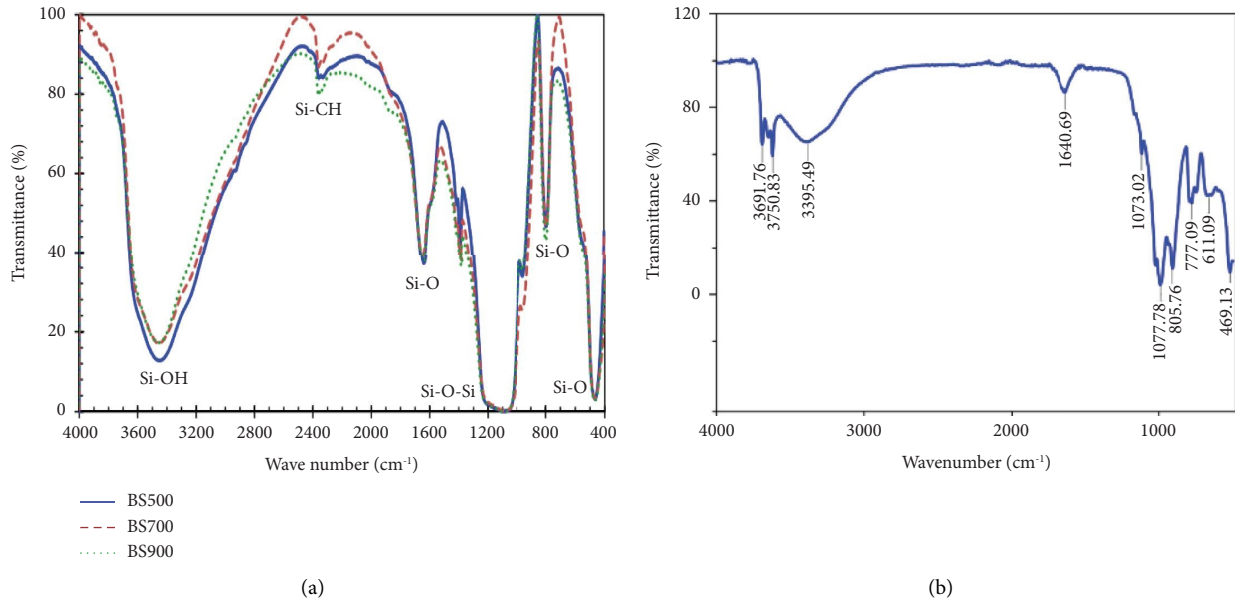 100
80
60
40
20
0
Transmittance (%)
Si-OH
Si-CH
Si-O
Si-O-Si
Si-O
Si-O
4000
3600
3200
2800
2400
2000
1600
1200
800
400
Wave number (cm-1)
BS500
BS700
BS900
(a)
120
80
40
0
Transmittance (%)
3691.76
3750.83
3395.49
1640.69
1073.02
1077.78
805.76
777.09
611.09
469.13
4000
3000
2000
1000
Wavenumber (cm-1)
(b)